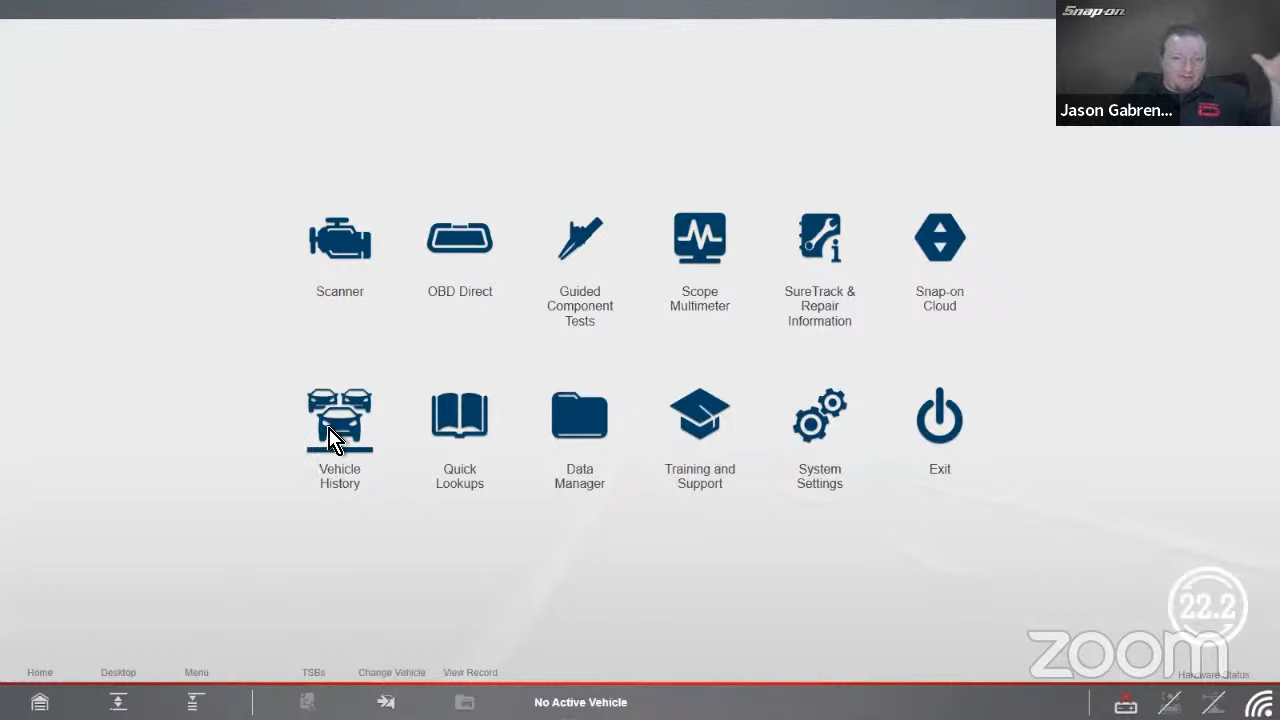 Snap-on
Jason Gabren...
Scanner
OBD Direct
Guided
Component
Tests
Scope
Multimeter
SureTrack &
Repair
Information
Snap-on
Cloud
Vehicle
History
Quick
Lookups
Data
Manager
Training and
Support
System
Settings
Exit
22.2
zoom
Home
Desktop
Menu
TSBs
Change Vehicle
View Record
Hardware Status
No Active Vehicle